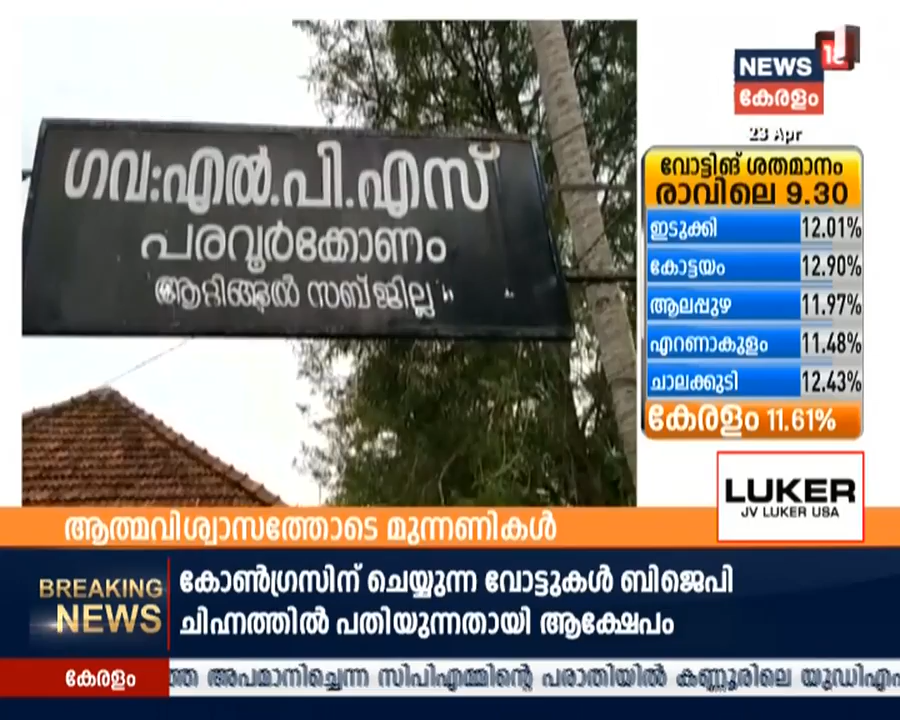 NEWS 18
കേരളം
23 Apr
ഗവ:എൽ.പി.എസ്
പരവൂർക്കോണം
ആറ്റിങ്ങൽ സബ്ജില്ല
വോട്ടിങ് ശതമാനം
രാവിലെ 9.30
ഇടുക്കി 12.01%
കോട്ടയം 12.90%
ആലപ്പുഴ 11.97%
എറണാകുളം 11.48%
ചാലക്കുടി 12.43%
കേരളം 11.61%
LUKER
JV LUKER USA
ആത്മവിശ്വാസത്തോടെ മുന്നണികൾ
BREAKING NEWS
കോൺഗ്രസിന് ചെയ്യുന്ന വോട്ടുകൾ ബിജെപി
ചിഹ്നത്തിൽ പതിയുന്നതായി ആക്ഷേപം
കേരളം
അപമാനിച്ചെന്ന സിപിഎമ്മിന്റെ പരാതിയിൽ കണ്ണൂരിലെ